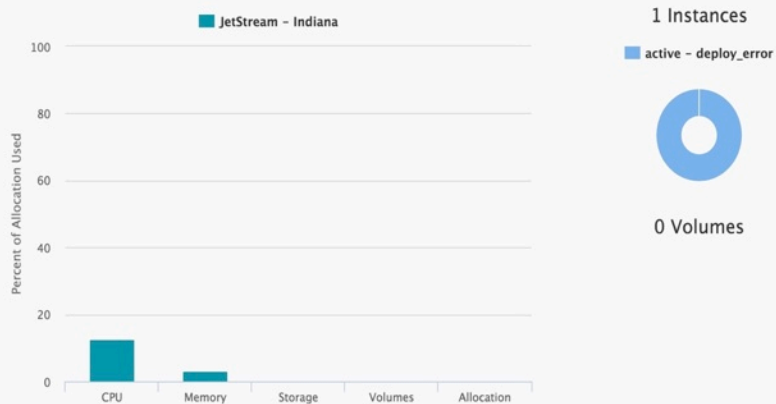 JetStream - Indiana
100
80
60
40
20
0
Percent of Allocation Used
CPU Memory Storage Volumes Allocation
1 Instances
active - deploy_error
0 Volumes